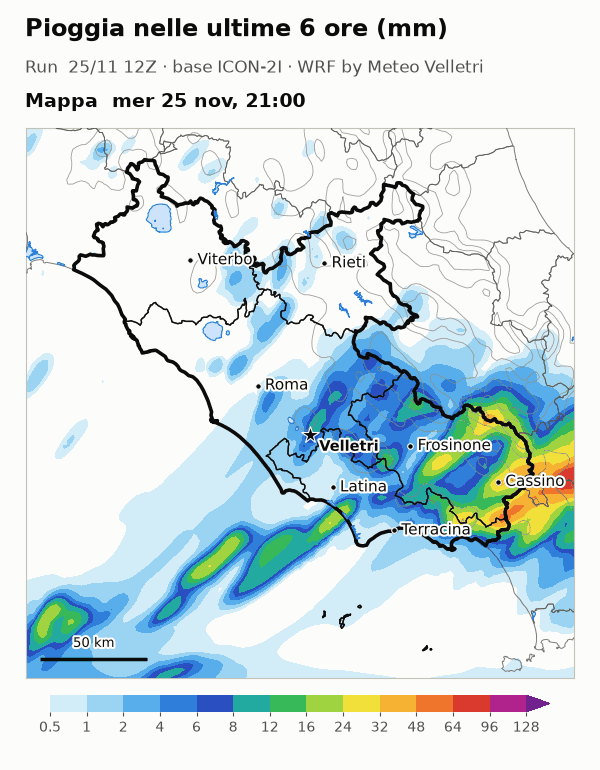 Pioggia nelle ultime 6 ore (mm)
Run  25/11 12Z · base ICON-2I · WRF by Meteo Velletri
Mappa  mer 25 nov, 21:00
Viterbo
Rieti
Roma
Velletri
Frosinone
Latina
Cassino
Terracina
50 km
0.5 1 2 4 6 8 12 16 24 32 48 64 96 128